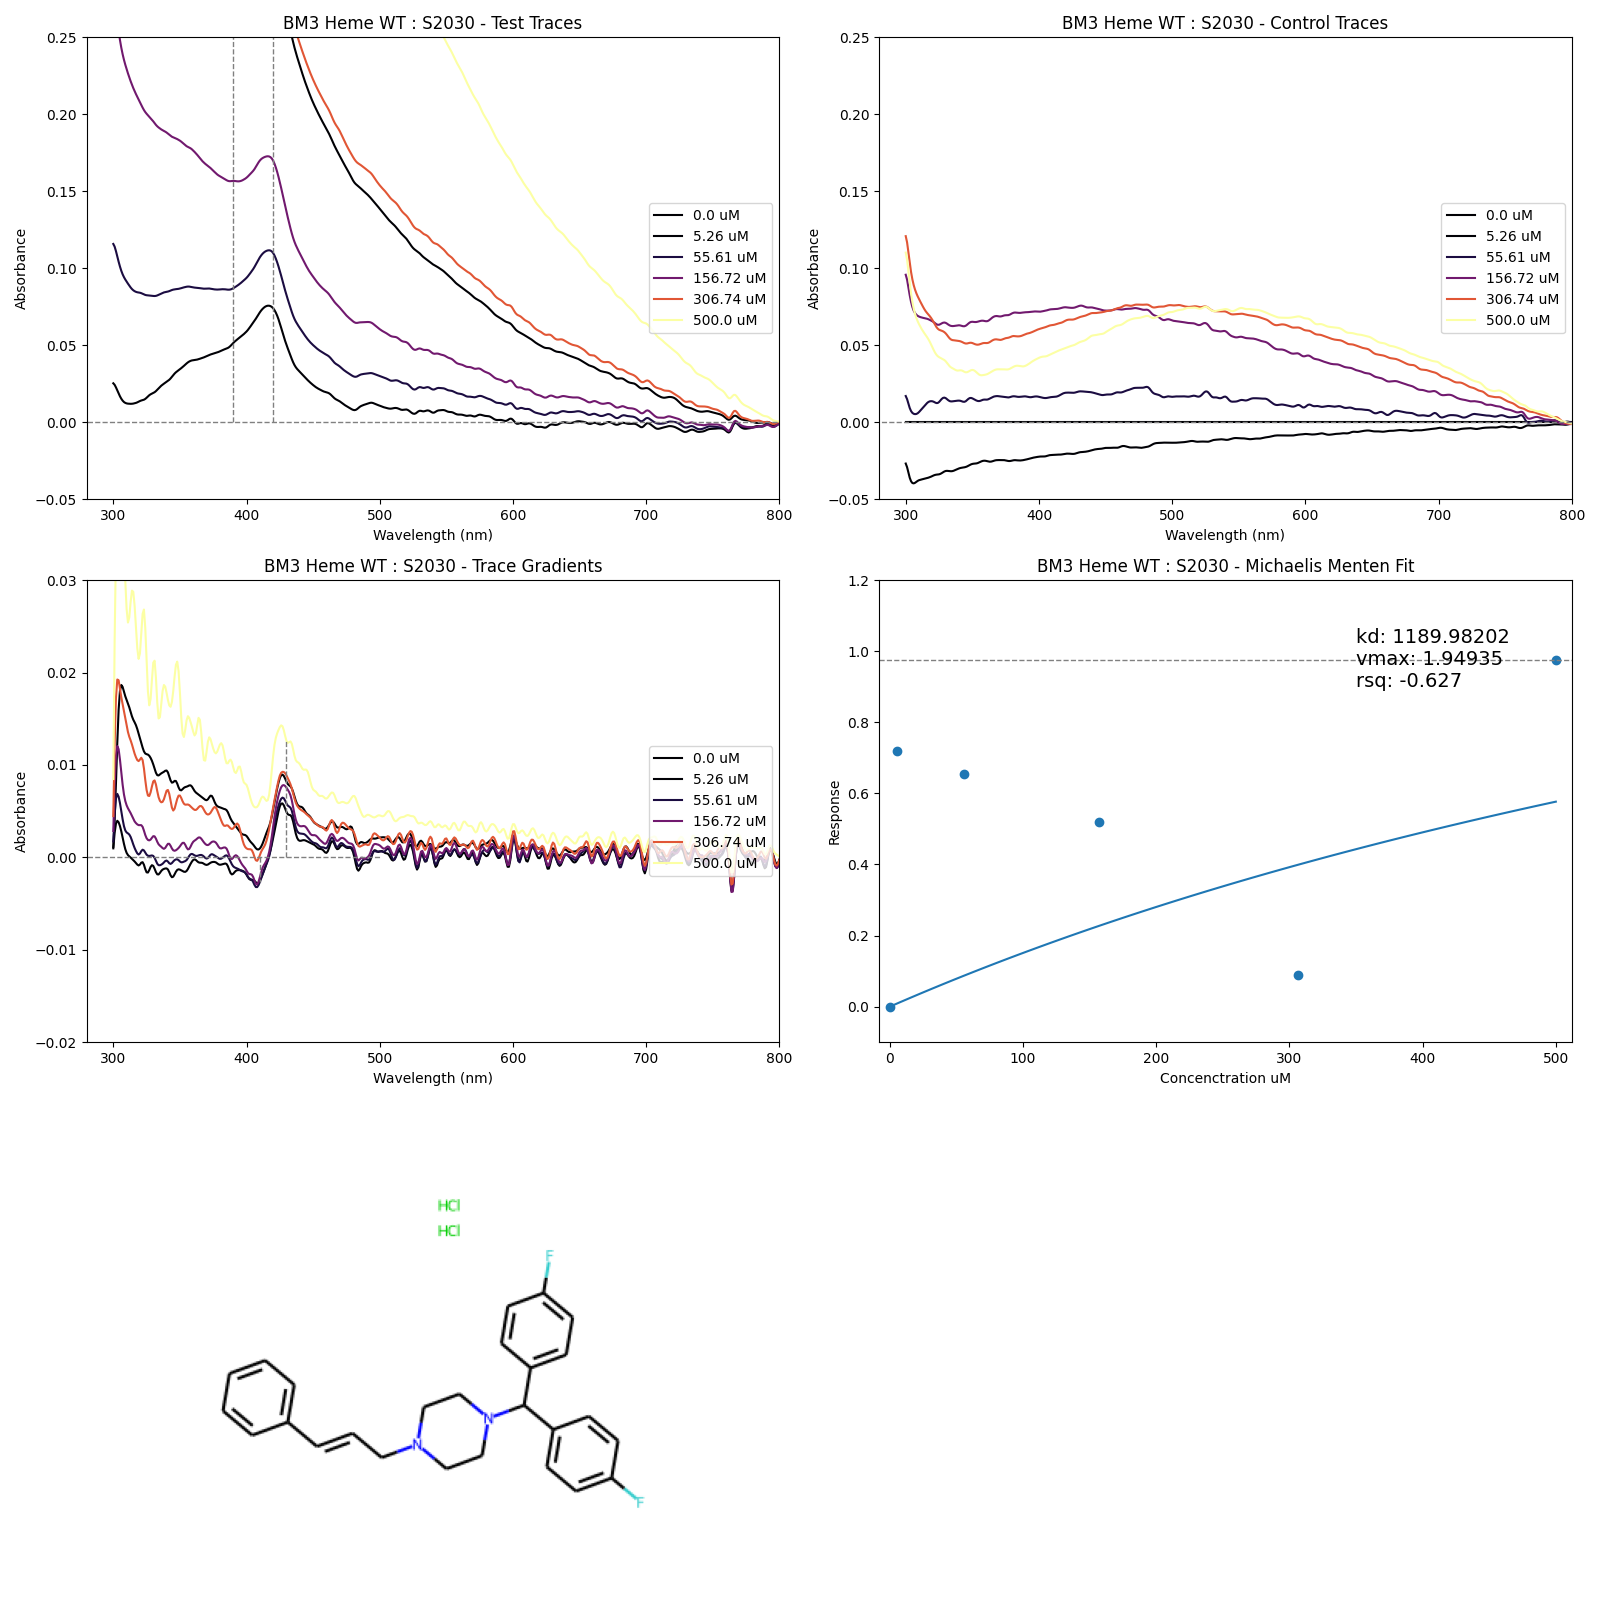 BM3 Heme WT : S2030 - Test Traces
0.25
0.20
0.15
0.10
0.05
0.00
−0.05
Absorbance
300 400 500 600 700 800
Wavelength (nm)
0.0 uM
5.26 uM
55.61 uM
156.72 uM
306.74 uM
500.0 uM
BM3 Heme WT : S2030 - Control Traces
0.25
0.20
0.15
0.10
0.05
0.00
−0.05
Absorbance
300 400 500 600 700 800
Wavelength (nm)
0.0 uM
5.26 uM
55.61 uM
156.72 uM
306.74 uM
500.0 uM
BM3 Heme WT : S2030 - Trace Gradients
0.03
0.02
0.01
0.00
−0.01
−0.02
Absorbance
300 400 500 600 700 800
Wavelength (nm)
0.0 uM
5.26 uM
55.61 uM
156.72 uM
306.74 uM
500.0 uM
BM3 Heme WT : S2030 - Michaelis Menten Fit
1.2
1.0
0.8
0.6
0.4
0.2
0.0
Response
0 100 200 300 400 500
Concenctration uM
kd: 1189.98202
vmax: 1.94935
rsq: -0.627
HCl
HCl
F
N
N
F